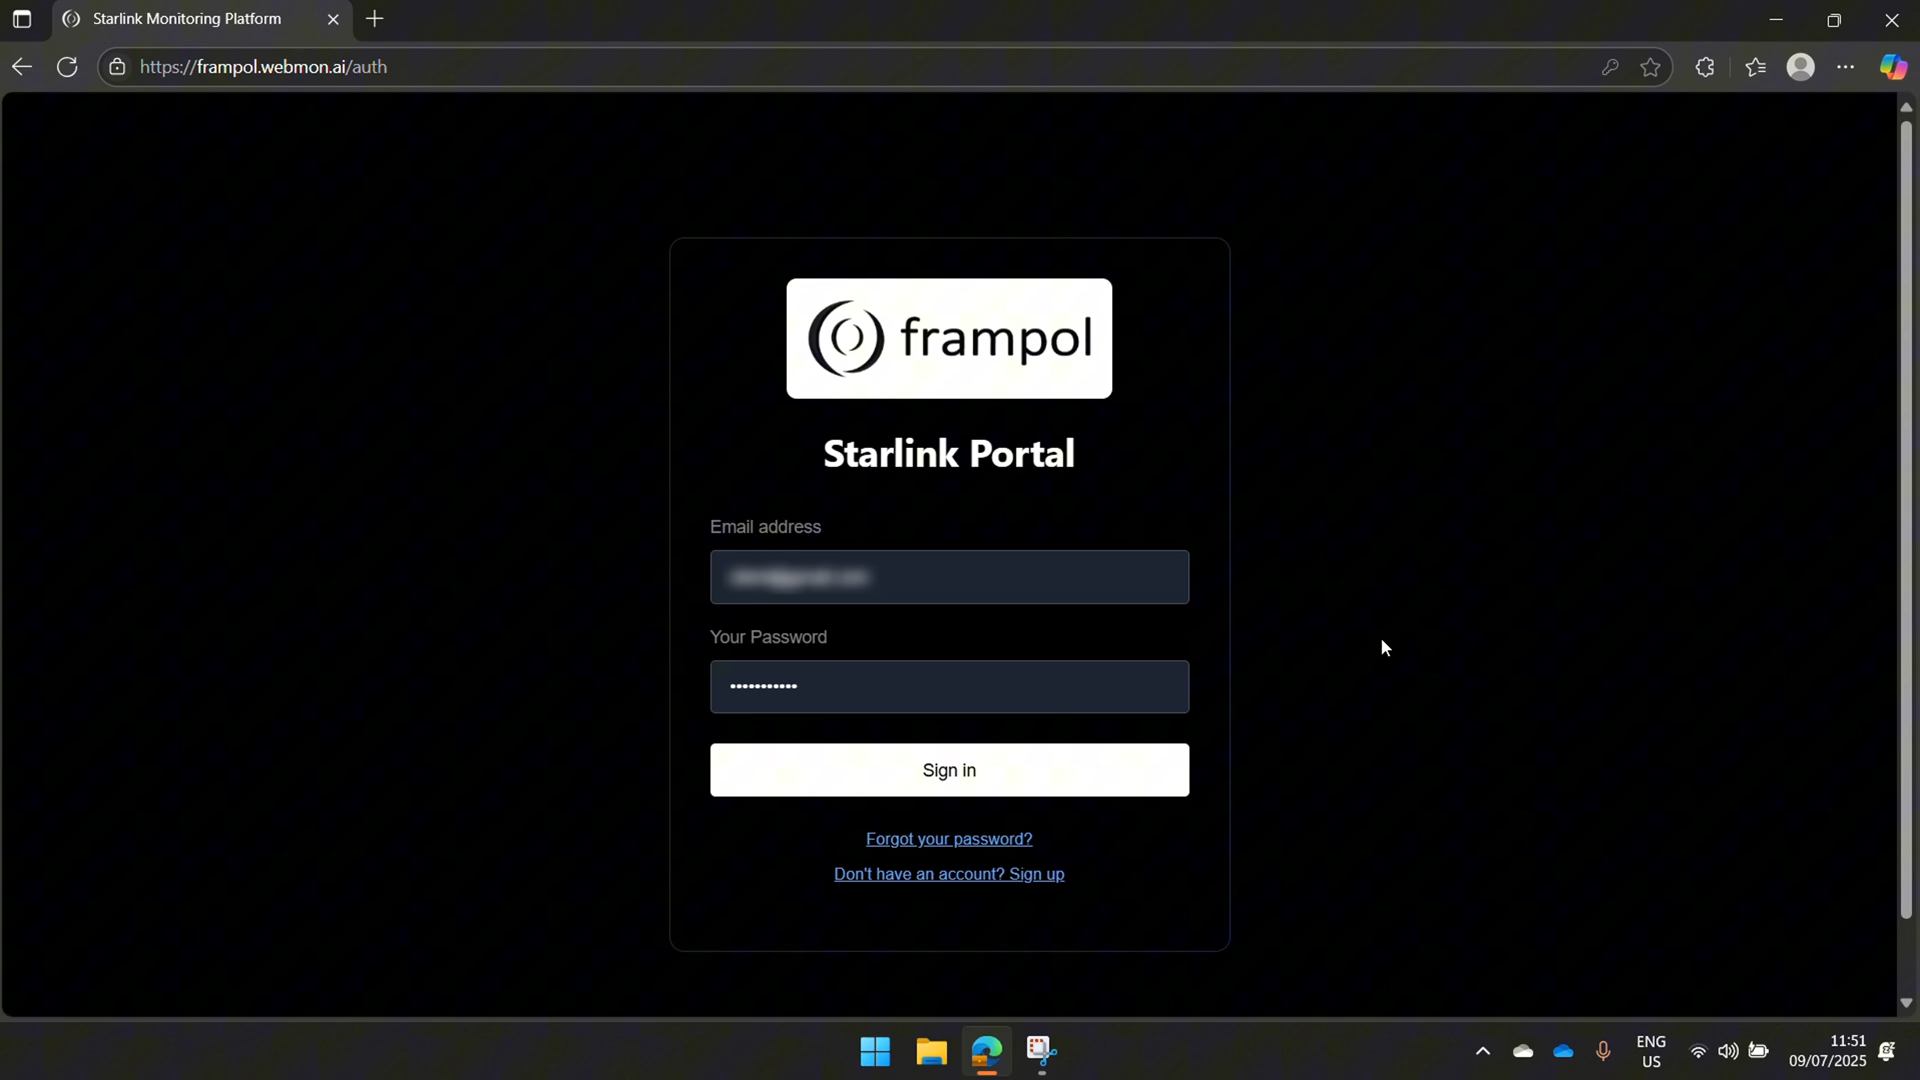 Starlink Monitoring Platform
https://frampol.webmon.ai/auth
frampol
Starlink Portal
Email address
Your Password
•••••••••••
Sign in
Forgot your password?
Don't have an account? Sign up
ENG
US
11:51
09/07/2025